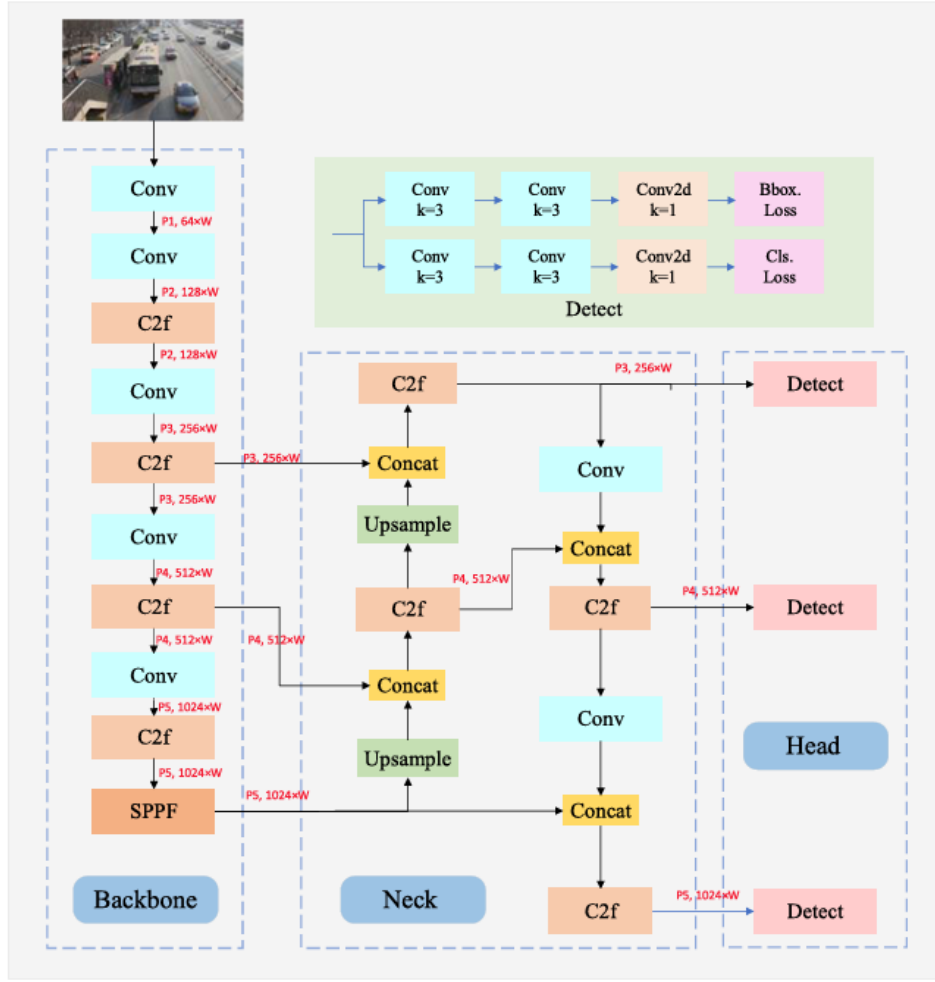 Conv
P1, 64×W
Conv
P2, 128×W
C2f
P2, 128×W
Conv
P3, 256×W
C2f
P3, 256×W
Conv
P4, 512×W
C2f
P4, 512×W
Conv
P5, 1024×W
C2f
P5, 1024×W
SPPF
Backbone
Conv
k=3
Conv
k=3
Conv2d
k=1
Bbox.
Loss
Conv
k=3
Conv
k=3
Conv2d
k=1
Cls.
Loss
Detect
C2f
P3, 256×W
P3, 256×W
Concat
Upsample
C2f
P4, 512×W
P4, 512×W
Concat
Upsample
P5, 1024×W
Conv
Concat
C2f
P4, 512×W
Conv
Concat
C2f
P5, 1024×W
Neck
Detect
Detect
Head
Detect